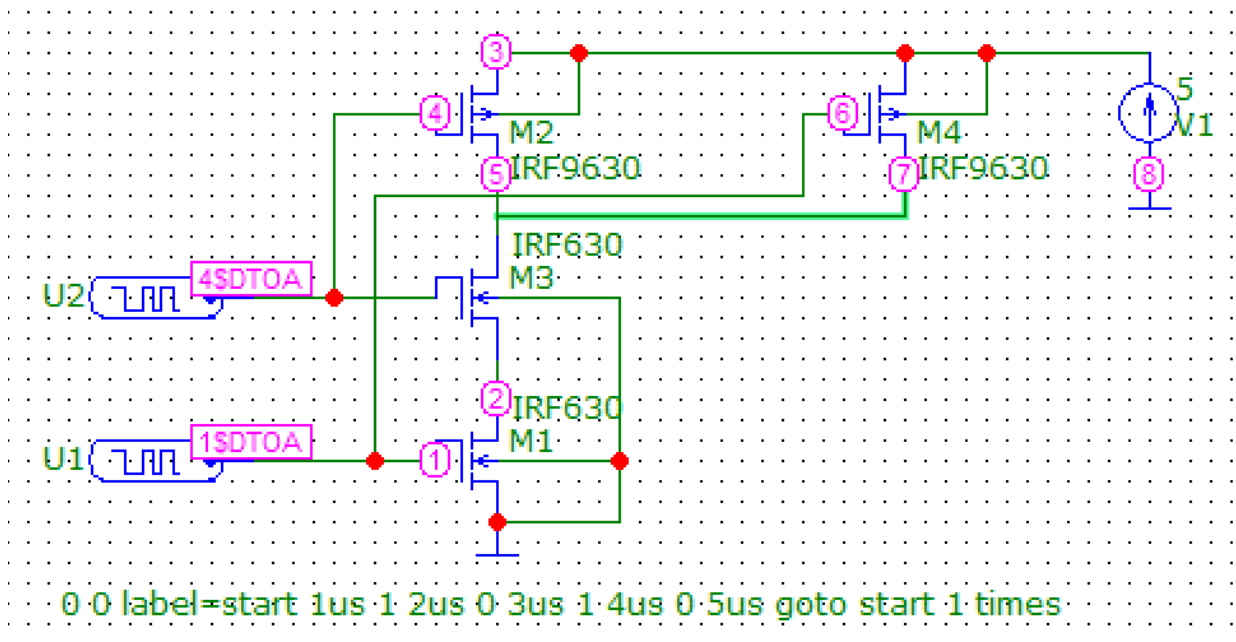 3
5
4
6
M2
M4
V1
IRF9630
IRF9630
5
7
8
IRF630
M3
4$DTOA
U2
2
IRF630
1$DTOA
M1
U1
1
0 0 label=start 1us 1 2us 0 3us 1 4us 0 5us goto start 1 times